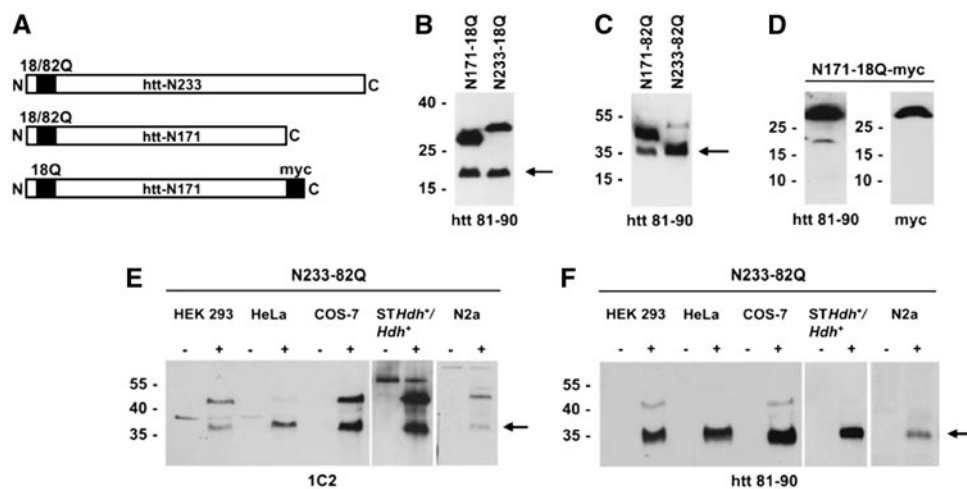 A
18/82Q
N htt-N233 C
18/82Q
N htt-N171 C
18Q myc
N htt-N171 C
B
N171-18Q
N233-18Q
40 -
25 -
15 -
htt 81-90
C
N171-82Q
N233-82Q
55 -
35 -
15 -
htt 81-90
D
N171-18Q-myc
25 - 25 -
15 - 15 -
10 - 10 -
htt 81-90 myc
E
N233-82Q
HEK 293 HeLa COS-7 STHdh⁺/Hdh⁺ N2a
- + - + - + - + - +
55 -
40 -
35 -
1C2
F
N233-82Q
HEK 293 HeLa COS-7 STHdh⁺/Hdh⁺ N2a
- + - + - + - + - +
55 -
40 -
35 -
htt 81-90